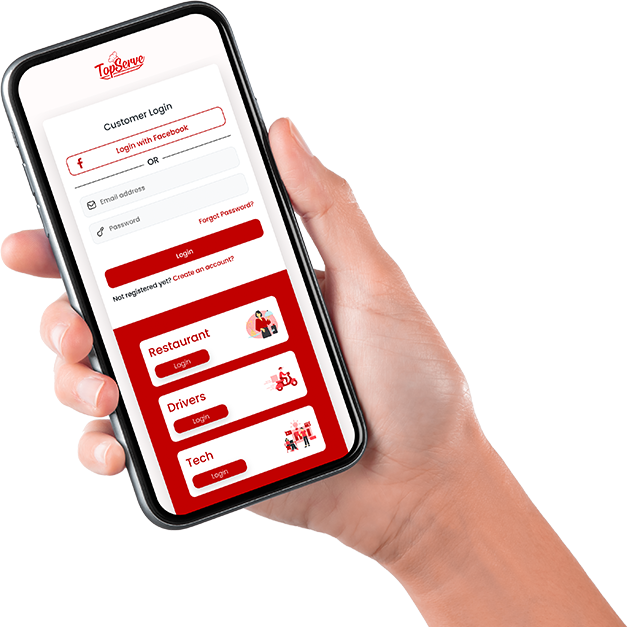 TopServe
Customer Login
f Login with Facebook
OR
Email address
Password
Forgot Password?
Login
Not registered yet? Create an account?
Restaurant
Login
Drivers
Login
Tech
Login